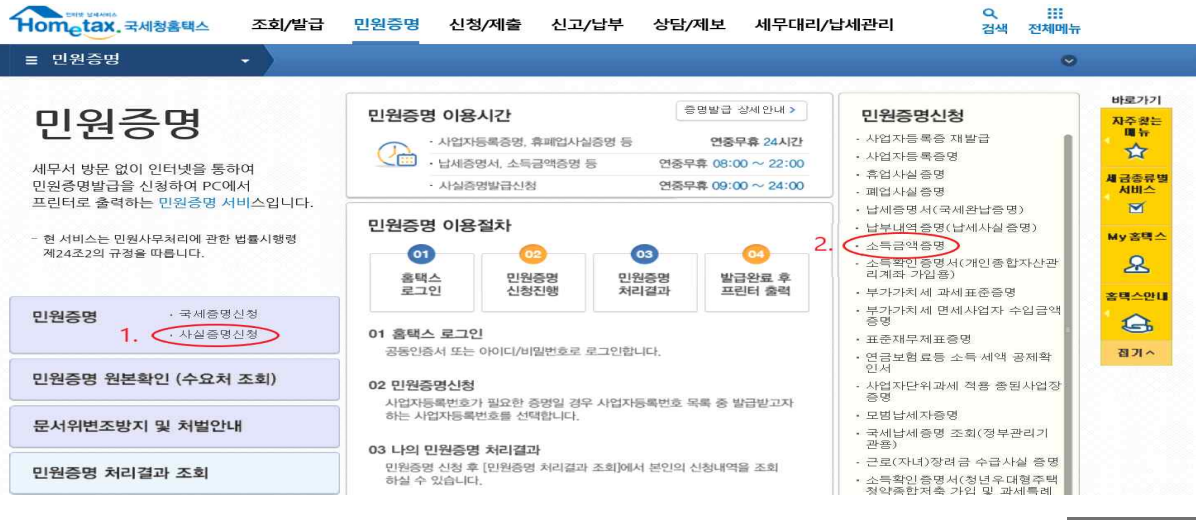 인터넷 납세서비스
Hometax. 국세청홈택스
조회/발급 민원증명 신청/제출 신고/납부 상담/제보 세무대리/납세관리
검색 전체메뉴
≡ 민원증명
민원증명
세무서 방문 없이 인터넷을 통하여
민원증명발급을 신청하여 PC에서
프린터로 출력하는 민원증명 서비스입니다.
- 현 서비스는 민원사무처리에 관한 법률시행령
제24조2의 규정을 따릅니다.
민원증명
· 국세증명신청
1. · 사실증명신청
민원증명 원본확인 (수요처 조회)
문서위변조방지 및 처벌안내
민원증명 처리결과 조회
민원증명 이용시간
증명발급 상세안내 >
· 사업자등록증명, 휴폐업사실증명 등 연중무휴 24시간
· 납세증명서, 소득금액증명 등 연중무휴 08:00 ~ 22:00
· 사실증명발급신청 연중무휴 09:00 ~ 24:00
민원증명 이용절차
01 02 03 04
홈택스 민원증명 민원증명 발급완료 후
로그인 신청진행 처리결과 프린터 출력
01 홈택스 로그인
공동인증서 또는 아이디/비밀번호로 로그인합니다.
02 민원증명신청
사업자등록번호가 필요한 증명일 경우 사업자등록번호 목록 중 발급받고자
하는 사업자등록번호를 선택합니다.
03 나의 민원증명 처리결과
민원증명 신청 후 [민원증명 처리결과 조회]에서 본인의 신청내역을 조회
하실 수 있습니다.
민원증명신청
· 사업자등록증 재발급
· 사업자등록증명
· 휴업사실증명
· 폐업사실증명
· 납세증명서(국세완납증명)
· 납부내역증명(납세사실증명)
2. · 소득금액증명
· 소득확인증명서(개인종합자산관
리계좌 가입용)
· 부가가치세 과세표준증명
· 부가가치세 면세사업자 수입금액
증명
· 표준재무제표증명
· 연금보험료등 소득 세액 공제확
인서
· 사업자단위과세 적용 종된사업장
증명
· 모범납세자증명
· 국세납세증명 조회(정부관리기
관용)
· 근로(자녀)장려금 수급사실 증명
· 소득확인증명서(청년우대형주택
청약종합저축 가입 및 과세특례
바로가기
자주찾는
메뉴
세금종류별
서비스
My홈택스
홈택스안내
접기 ^